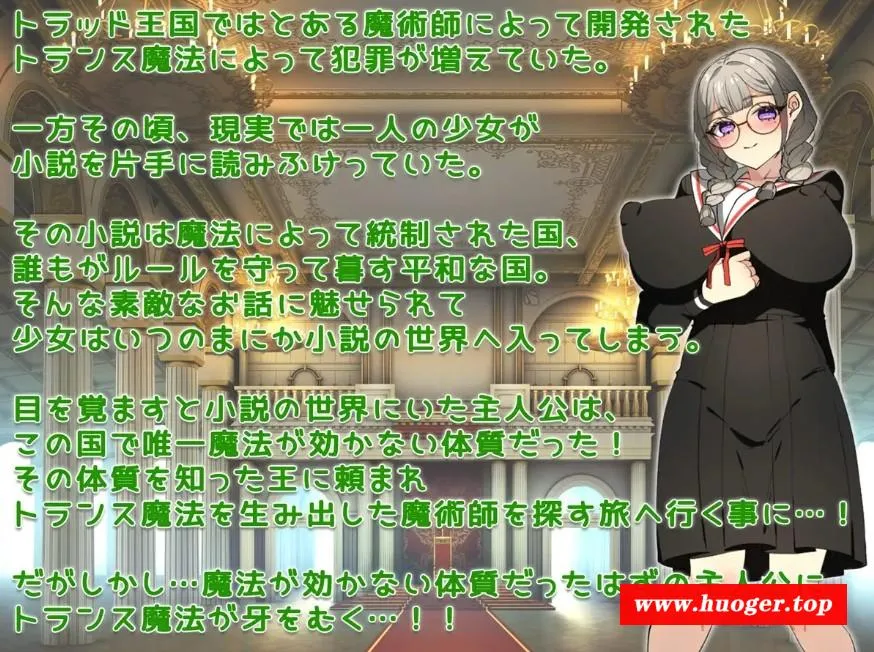 トラッド王国ではとある魔術師によって開発された
トランス魔法によって犯罪が増えていた。
一方その頃、現実では一人の少女が
小説を片手に読みふけっていた。
その小説は魔法によって統制された国、
誰もがルールを守って暮す平和な国。
そんな素敵なお話に魅せられて
少女はいつのまにか小説の世界へ入ってしまう。
目を覚ますと小説の世界にいた主人公は、
この国で唯一魔法が効かない体質だった！
その体質を知った王に頼まれ
トランス魔法を生み出した魔術師を探す旅へ行く事に…！
だがしかし…魔法が効かない体質だったはずの主人公に
トランス魔法が牙をむく…！！
www.huoger.top